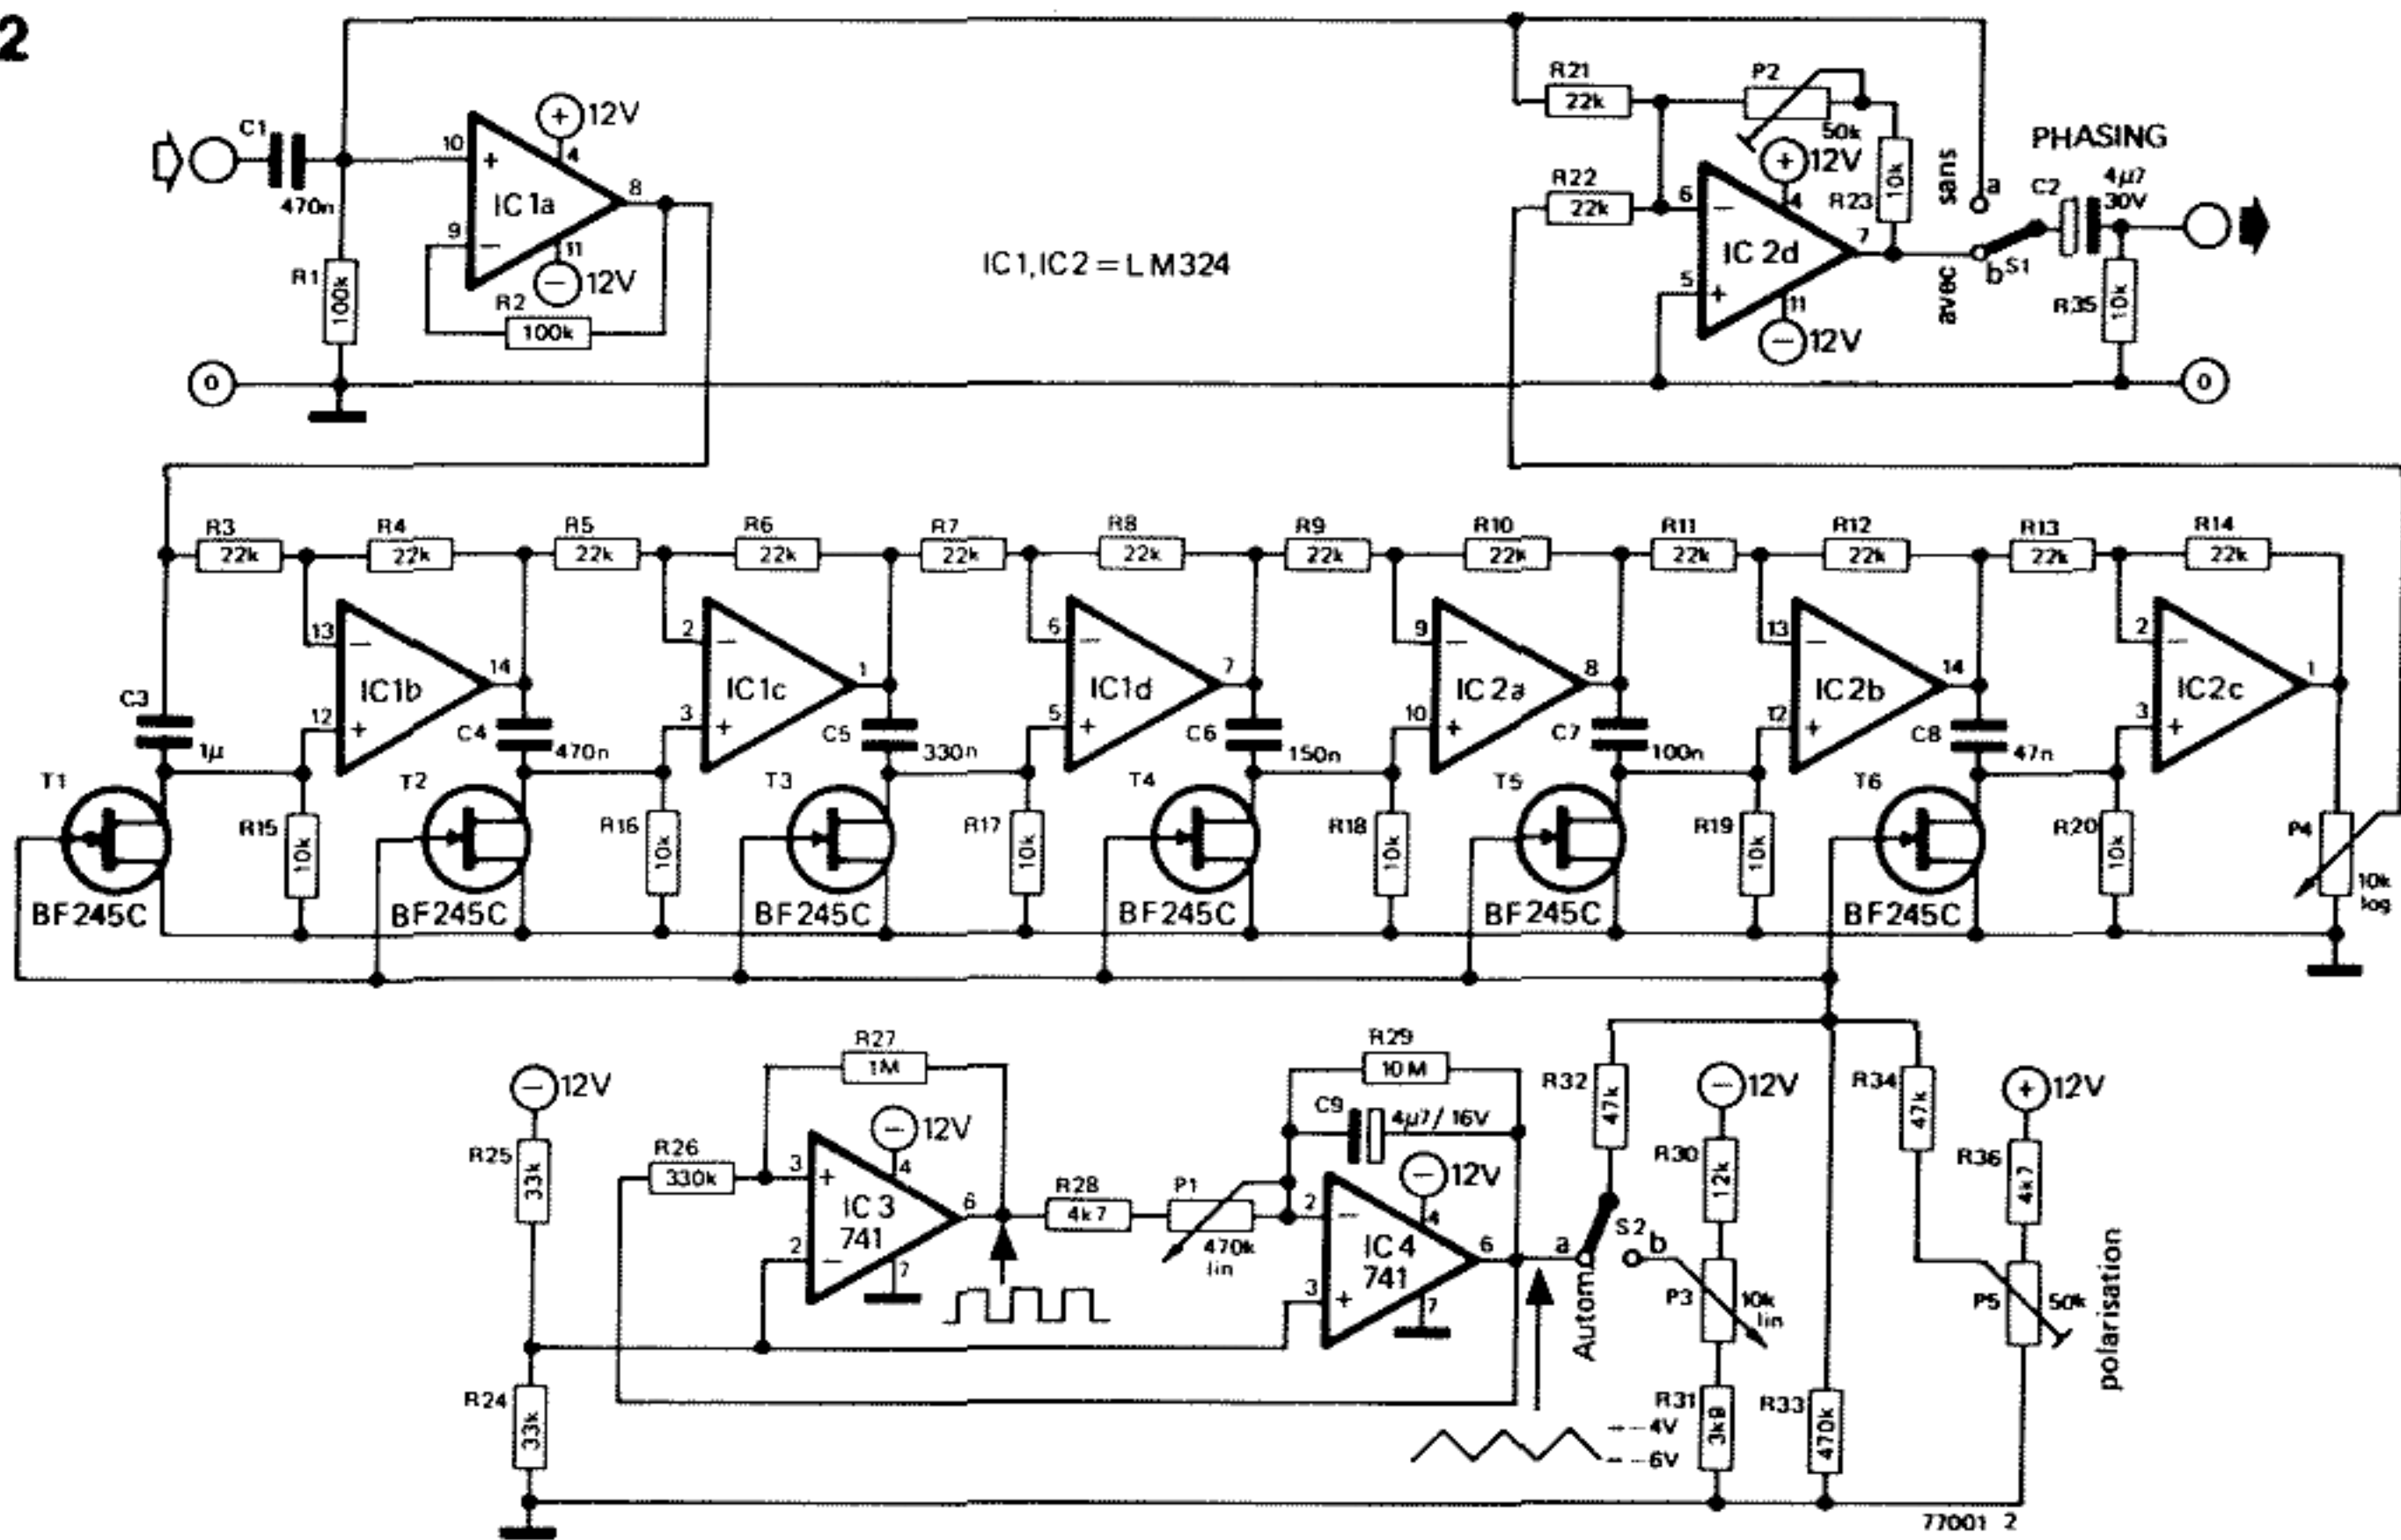 2
C1
470n
R1
100k
10
+
9
−
IC1a
+ 12V
4
8
11
− 12V
R2
100k
0
IC1,IC2 = LM324
R21
22k
P2
50k
R22
22k
+ 12V
4
6
−
5
+
IC 2d
7
11
− 12V
R23
10k
sans
a
avec
b
S1
PHASING
C2
4µ7
30V
R35
10k
0
R3
22k
R4
22k
R5
22k
R6
22k
R7
22k
R8
22k
R9
22k
R10
22k
R11
22k
R12
22k
R13
22k
R14
22k
13
−
12
+
IC1b
14
2
−
3
+
IC1c
1
6
−
5
+
IC1d
7
9
−
10
+
IC 2a
8
13
−
12
+
IC 2b
14
2
−
3
+
IC2c
1
C3
1µ
C4
470n
C5
330n
C6
150n
C7
100n
C8
47n
T1
BF245C
R15
10k
T2
BF245C
R16
10k
T3
BF245C
R17
10k
T4
BF245C
R18
10k
T5
BF245C
R19
10k
T6
BF245C
R20
10k
P4
10k
log
− 12V
R25
33k
R24
33k
R26
330k
R27
1M
− 12V
4
3
+
2
−
IC 3
741
6
7
R28
4k7
P1
470k
lin
R29
10M
C9
4µ7/ 16V
− 12V
4
2
−
3
+
IC 4
741
6
7
a
Autom.
S2
b
R32
47k
− 12V
R30
12k
P3
10k
lin
R31
3k9
R33
470k
R34
47k
+ 12V
R36
4k7
P5
50k
polarisation
−4V
−6V
77001 2